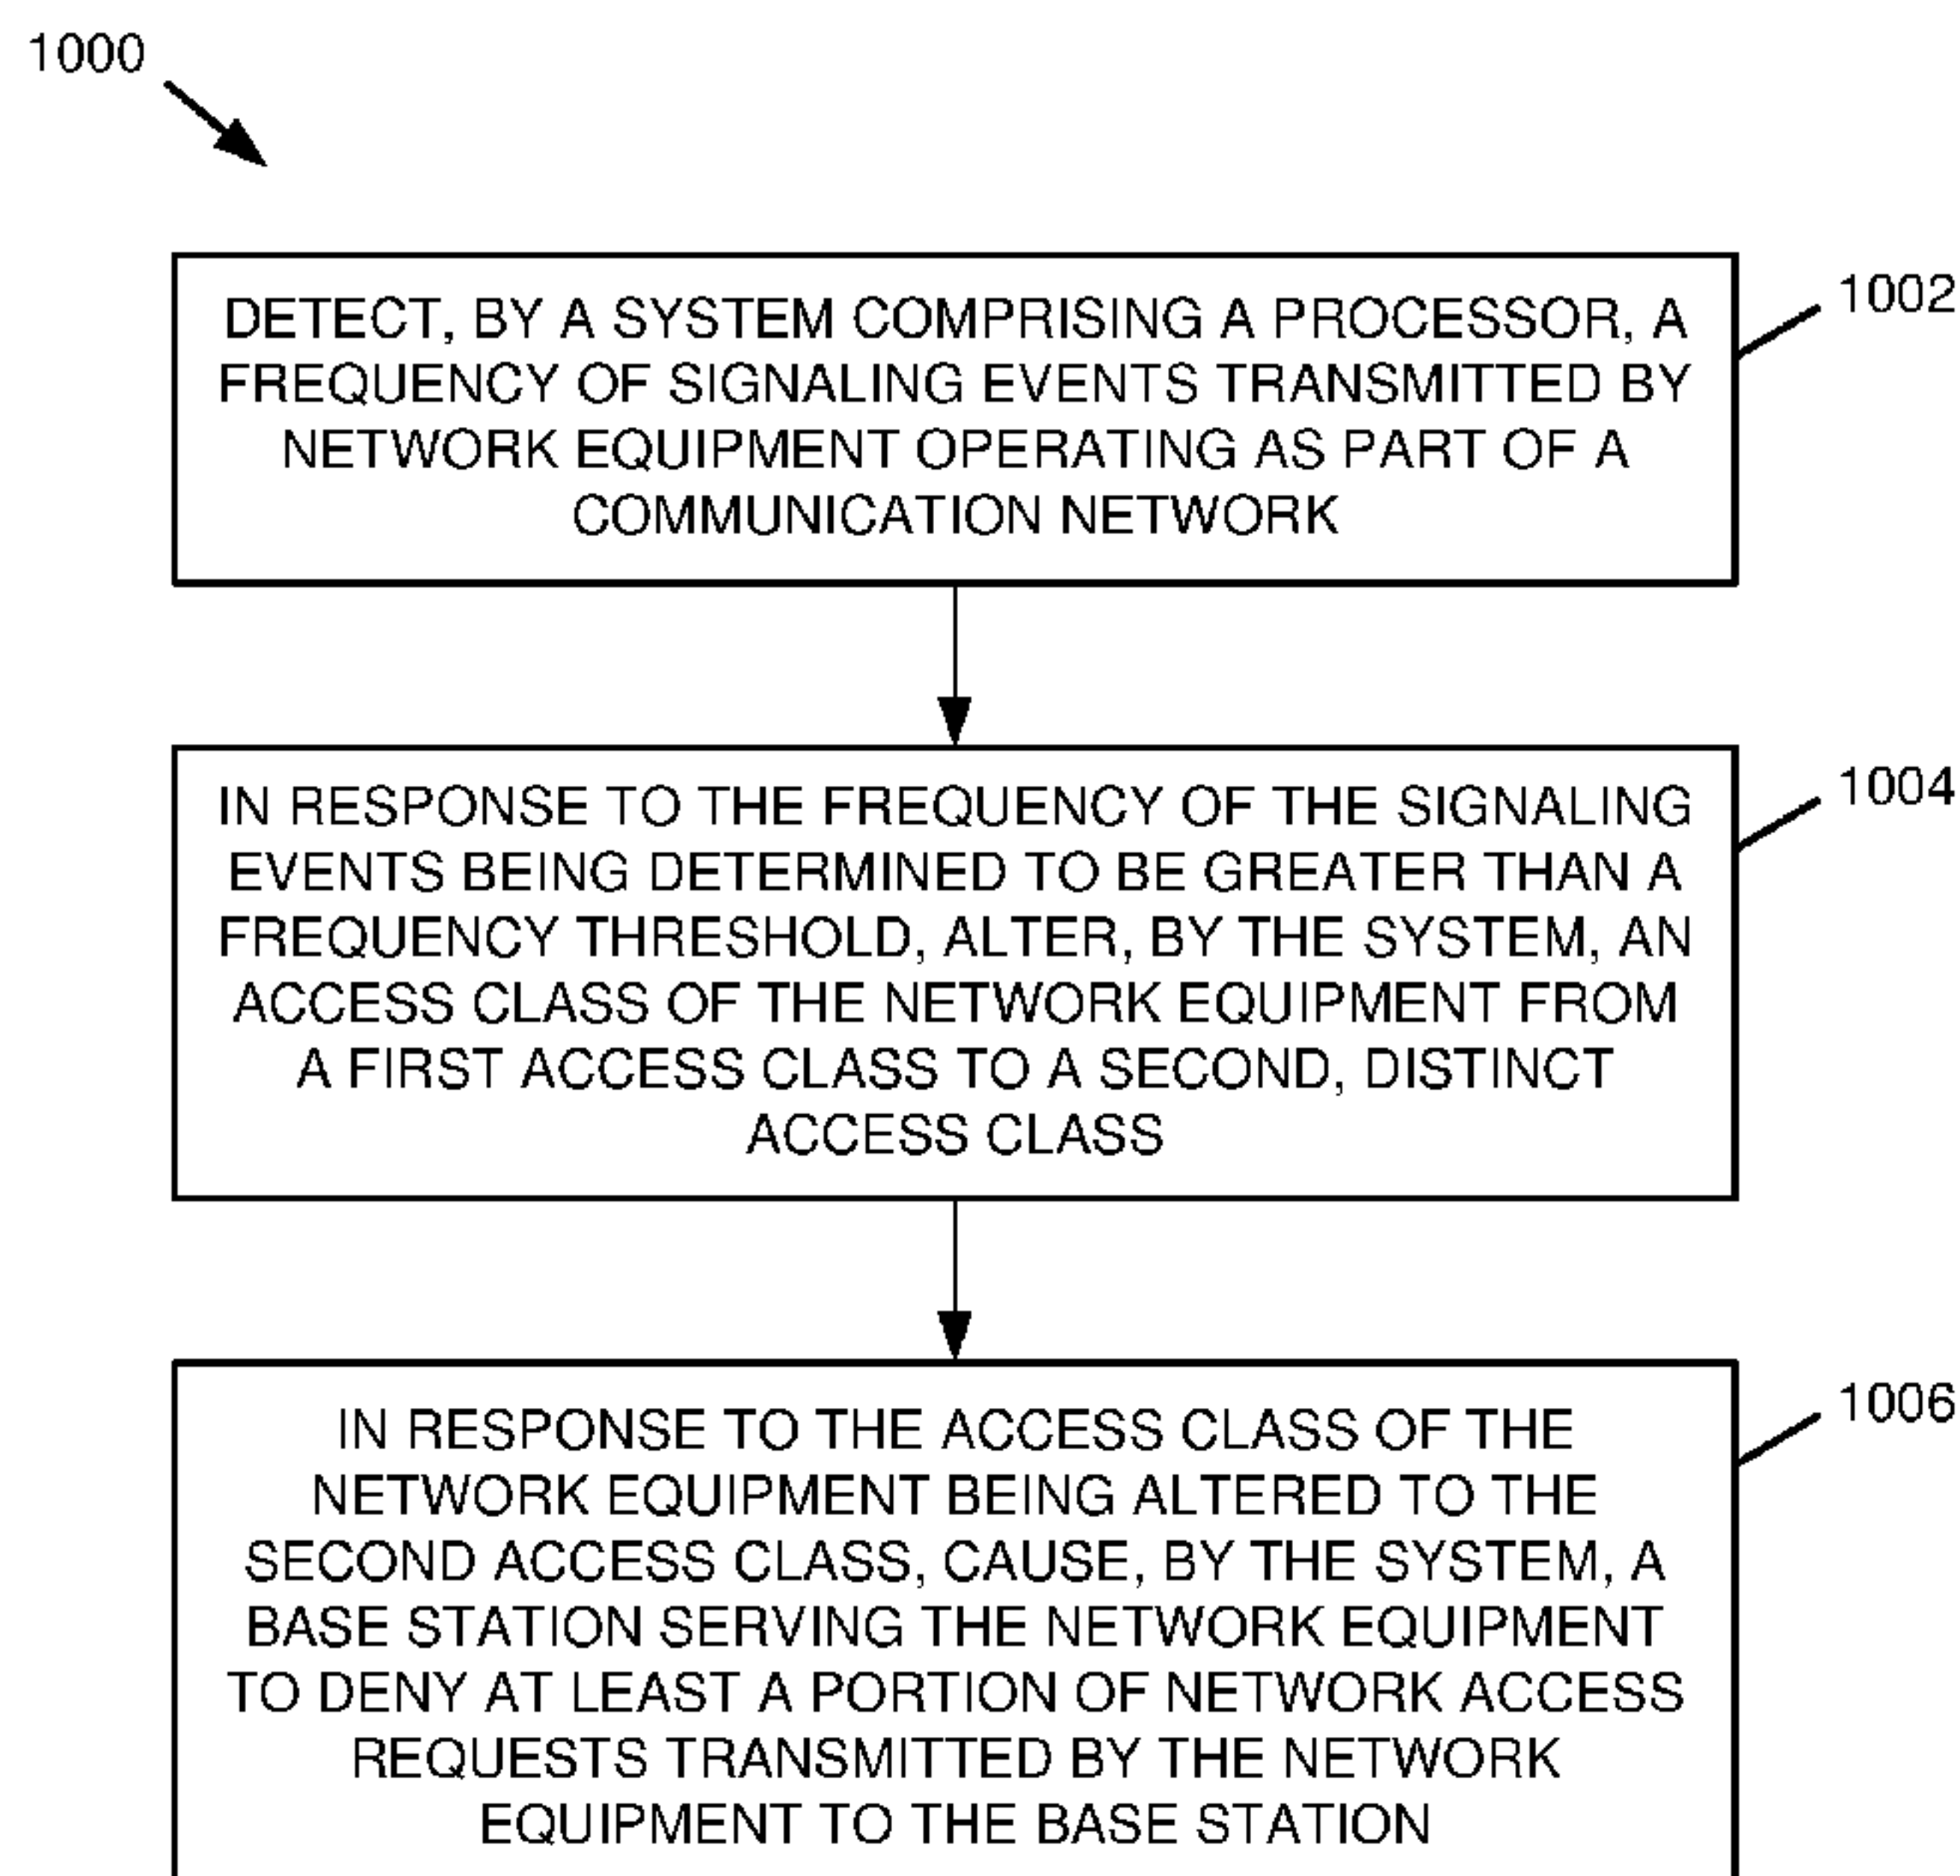 1000
DETECT, BY A SYSTEM COMPRISING A PROCESSOR, A
FREQUENCY OF SIGNALING EVENTS TRANSMITTED BY
NETWORK EQUIPMENT OPERATING AS PART OF A
COMMUNICATION NETWORK
1002
IN RESPONSE TO THE FREQUENCY OF THE SIGNALING
EVENTS BEING DETERMINED TO BE GREATER THAN A
FREQUENCY THRESHOLD, ALTER, BY THE SYSTEM, AN
ACCESS CLASS OF THE NETWORK EQUIPMENT FROM
A FIRST ACCESS CLASS TO A SECOND, DISTINCT
ACCESS CLASS
1004
IN RESPONSE TO THE ACCESS CLASS OF THE
NETWORK EQUIPMENT BEING ALTERED TO THE
SECOND ACCESS CLASS, CAUSE, BY THE SYSTEM, A
BASE STATION SERVING THE NETWORK EQUIPMENT
TO DENY AT LEAST A PORTION OF NETWORK ACCESS
REQUESTS TRANSMITTED BY THE NETWORK
EQUIPMENT TO THE BASE STATION
1006